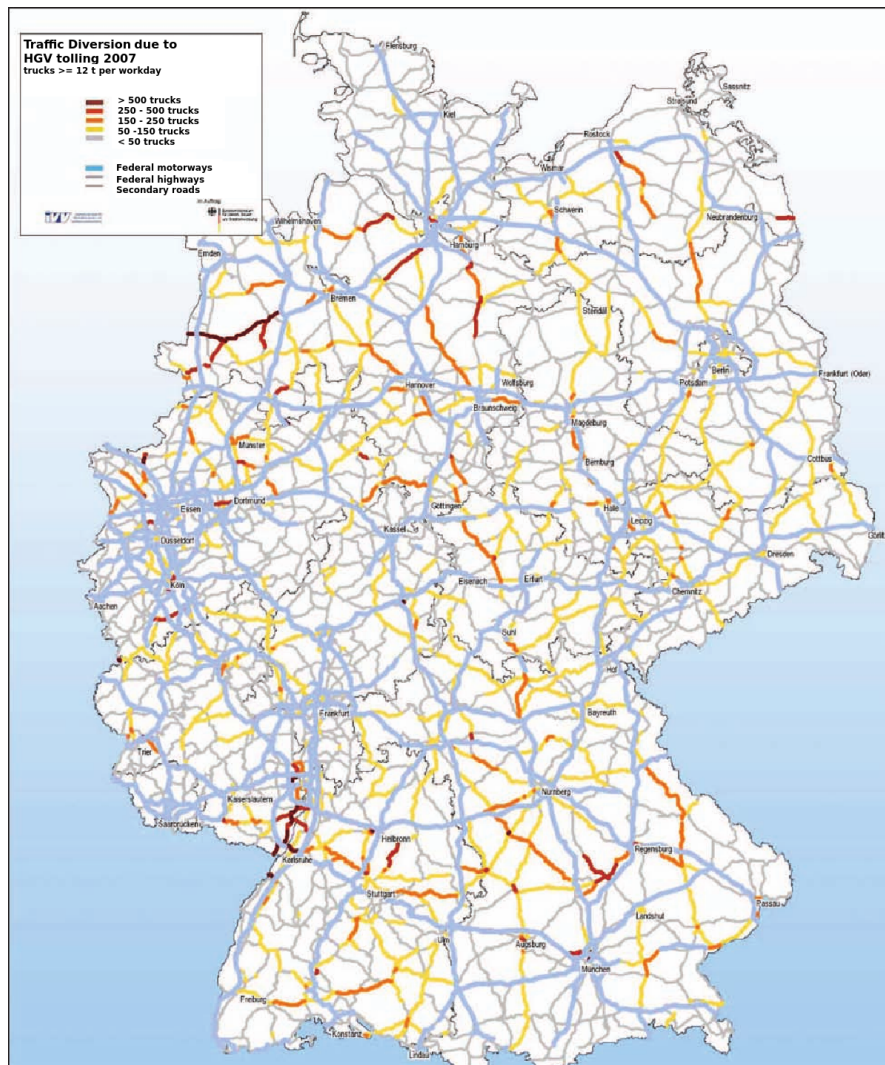 Traffic Diversion due to
HGV tolling 2007
trucks >= 12 t per workday
> 500 trucks
250 - 500 trucks
150 - 250 trucks
50 -150 trucks
< 50 trucks
Federal motorways
Federal highways
Secondary roads
im Auftrag
IVV
Flensburg
Sassnitz
Stralsund
Kiel
Rostock
Wismar
Schwerin
Neubrandenburg
Wilhelmshaven
Hamburg
Emden
Bremen
Stendal
Berlin
Frankfurt (Oder)
Potsdam
Hannover
Wolfsburg
Braunschweig
Magdeburg
Münster
Bernburg
Cottbus
Essen
Dortmund
Göttingen
Halle
Leipzig
Kassel
Düsseldorf
Görlitz
Dresden
Eisenach
Erfurt
Chemnitz
Köln
Aachen
Suhl
Hof
Frankfurt
Bayreuth
Trier
Kaiserslautern
Nürnberg
Saarbrücken
Heilbronn
Karlsruhe
Regensburg
Stuttgart
Passau
Landshut
Ulm
Augsburg
München
Freiburg
Konstanz
Lindau